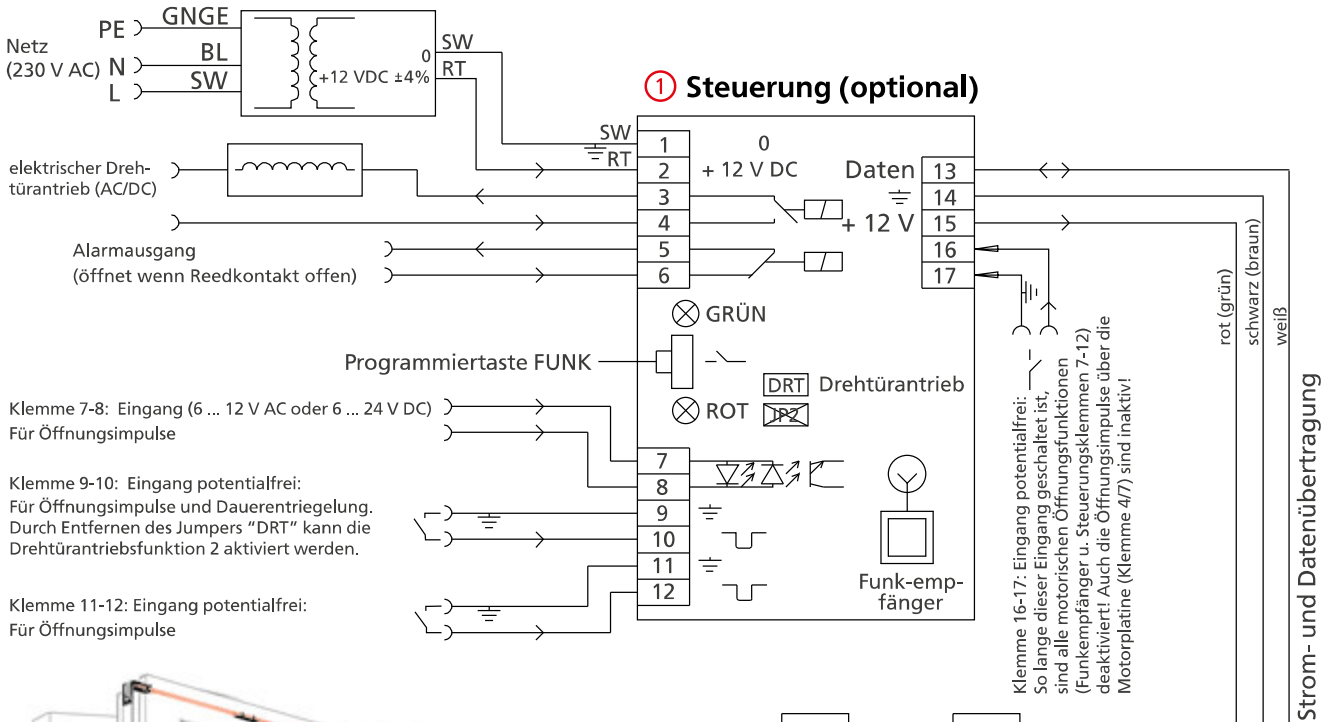 PE
GNGE
Netz
(230 V AC)
N
BL
L
SW
0
+12 VDC ±4%
SW
RT
1 Steuerung (optional)
SW
RT
1
2
3
4
5
6
0
+ 12 V DC
Daten
+ 12 V
13
14
15
16
17
elektrischer Dreh-
türantrieb (AC/DC)
Alarmausgang
(öffnet wenn Reedkontakt offen)
GRÜN
Programmiertaste FUNK
DRT Drehtürantrieb
ROT
JP2
Klemme 7-8: Eingang (6 ... 12 V AC oder 6 ... 24 V DC)
Für Öffnungsimpulse
Klemme 9-10: Eingang potentialfrei:
Für Öffnungsimpulse und Dauerentriegelung.
Durch Entfernen des Jumpers "DRT" kann die
Drehtürantriebsfunktion 2 aktiviert werden.
Klemme 11-12: Eingang potentialfrei:
Für Öffnungsimpulse
7
8
9
10
11
12
Funk-emp-
fänger
Klemme 16-17: Eingang potentialfrei:
So lange dieser Eingang geschaltet ist,
sind alle motorischen Öffnungsfunktionen
(Funkempfänger u. Steuerungsklemmen 7-12)
deaktiviert! Auch die Öffnungsimpulse über die
Motorplatine (Klemme 4/7) sind inaktiv!
rot (grün)
schwarz (braun)
weiß
Strom- und Datenübertragung